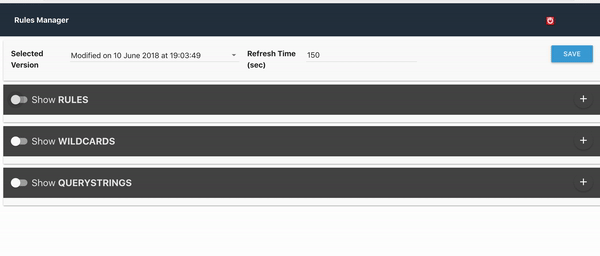 Rules Manager
Selected Version
Modified on 10 June 2018 at 19:03:49
Refresh Time (sec)
150
SAVE
Show RULES
Show WILDCARDS
Show QUERYSTRINGS